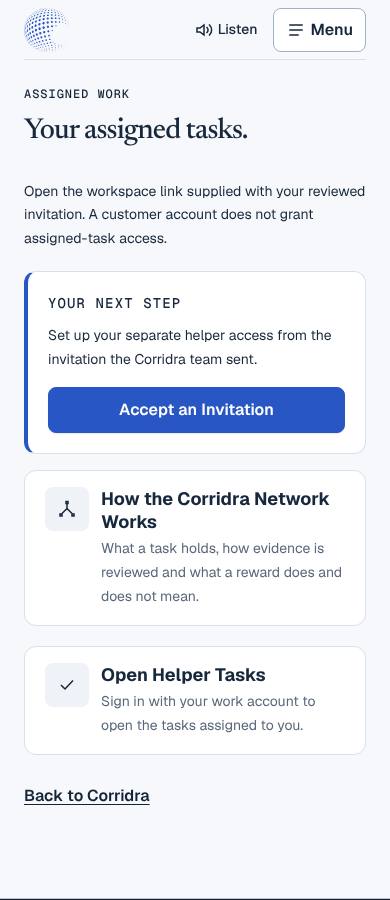 Listen
Menu
ASSIGNED WORK
Your assigned tasks.
Open the workspace link supplied with your reviewed
invitation. A customer account does not grant
assigned-task access.
YOUR NEXT STEP
Set up your separate helper access from the
invitation the Corridra team sent.
Accept an Invitation
How the Corridra Network
Works
What a task holds, how evidence is
reviewed and what a reward does and
does not mean.
Open Helper Tasks
Sign in with your work account to
open the tasks assigned to you.
Back to Corridra